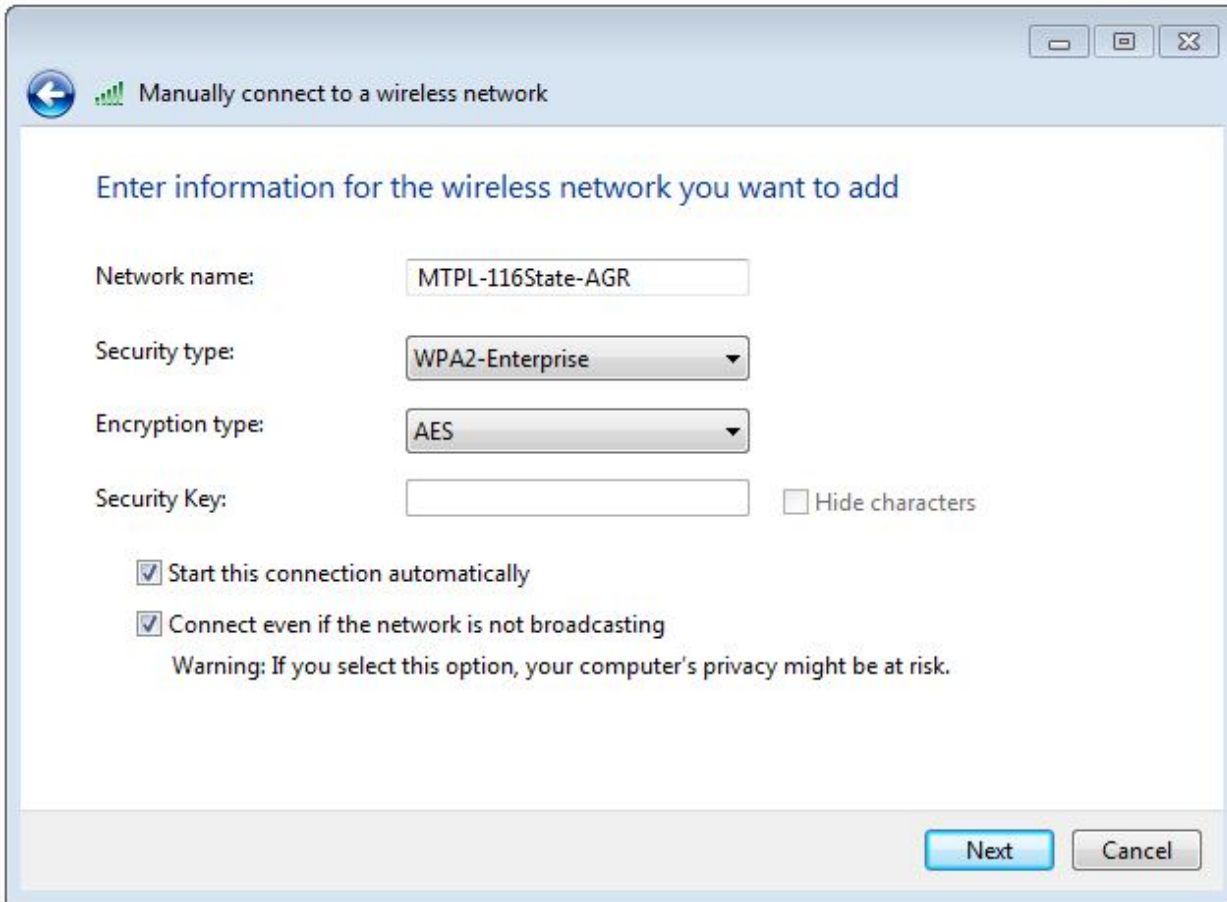 Manually connect to a wireless network
Enter information for the wireless network you want to add
Network name: MTPL-116State-AGR
Security type: WPA2-Enterprise
Encryption type: AES
Security Key: Hide characters
Start this connection automatically
Connect even if the network is not broadcasting
Warning: If you select this option, your computer's privacy might be at risk.
Next Cancel